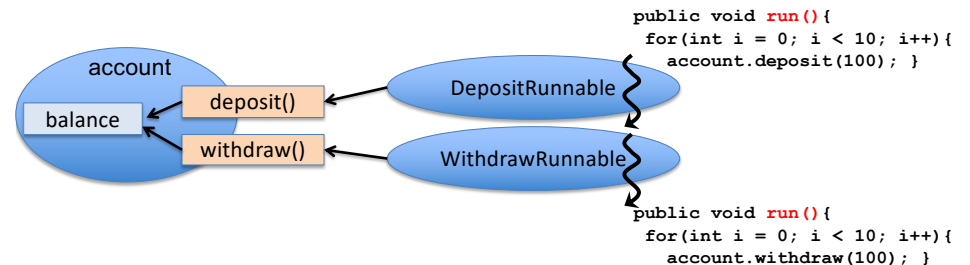 public void run(){
for(int i = 0; i < 10; i++){
account.deposit(100); }
account
deposit()
DepositRunnable
balance
withdraw()
WithdrawRunnable
public void run(){
for(int i = 0; i < 10; i++){
account.withdraw(100); }